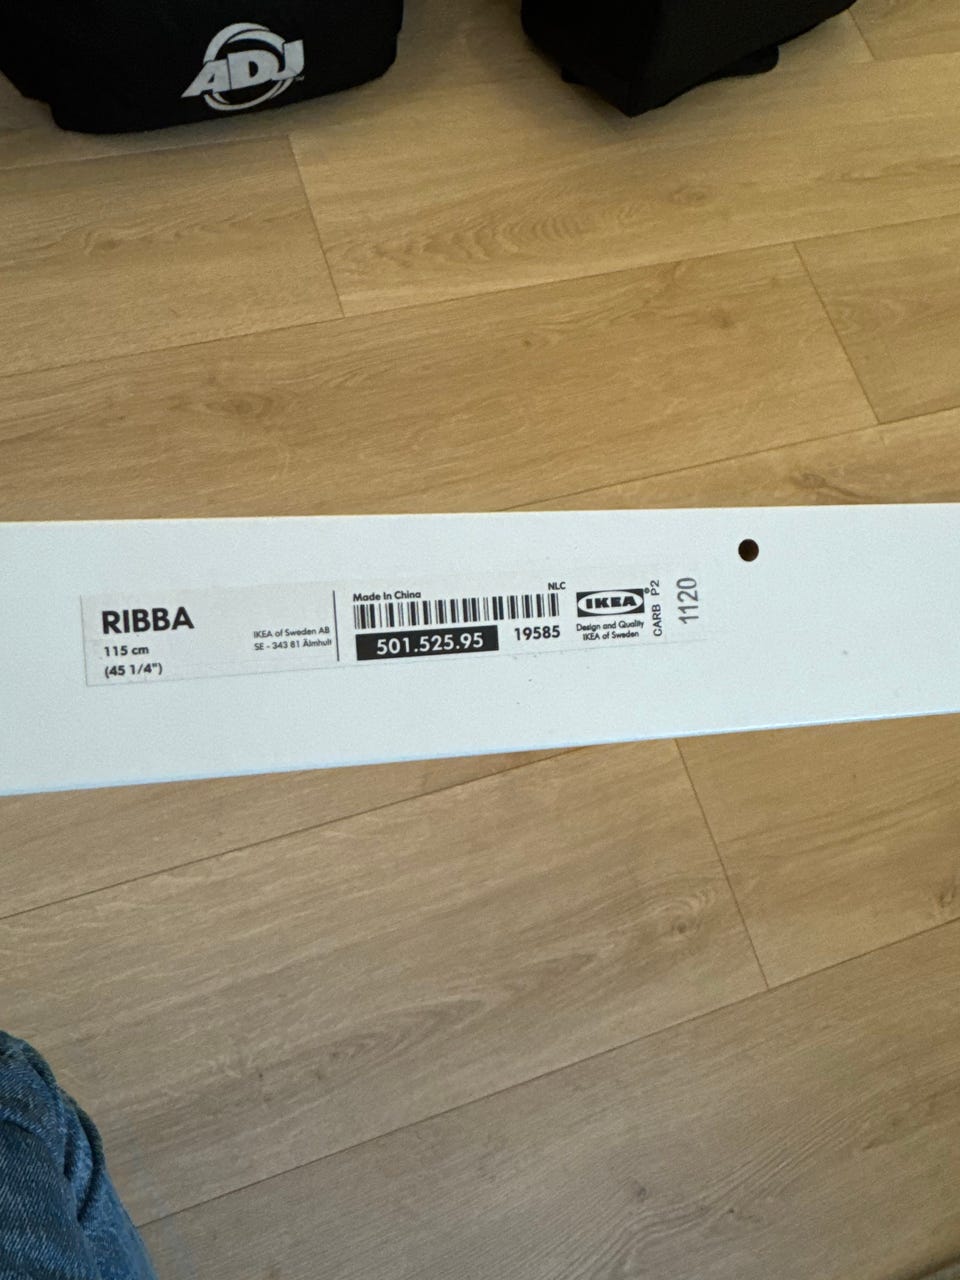 ADJ
RIBBA
115 cm
(45 1/4")
IKEA of Sweden AB
SE - 343 81 Älmhult
Made in China
NLC
501.525.95
19585
IKEA®
Design and Quality
IKEA of Sweden
CARB P2
1120